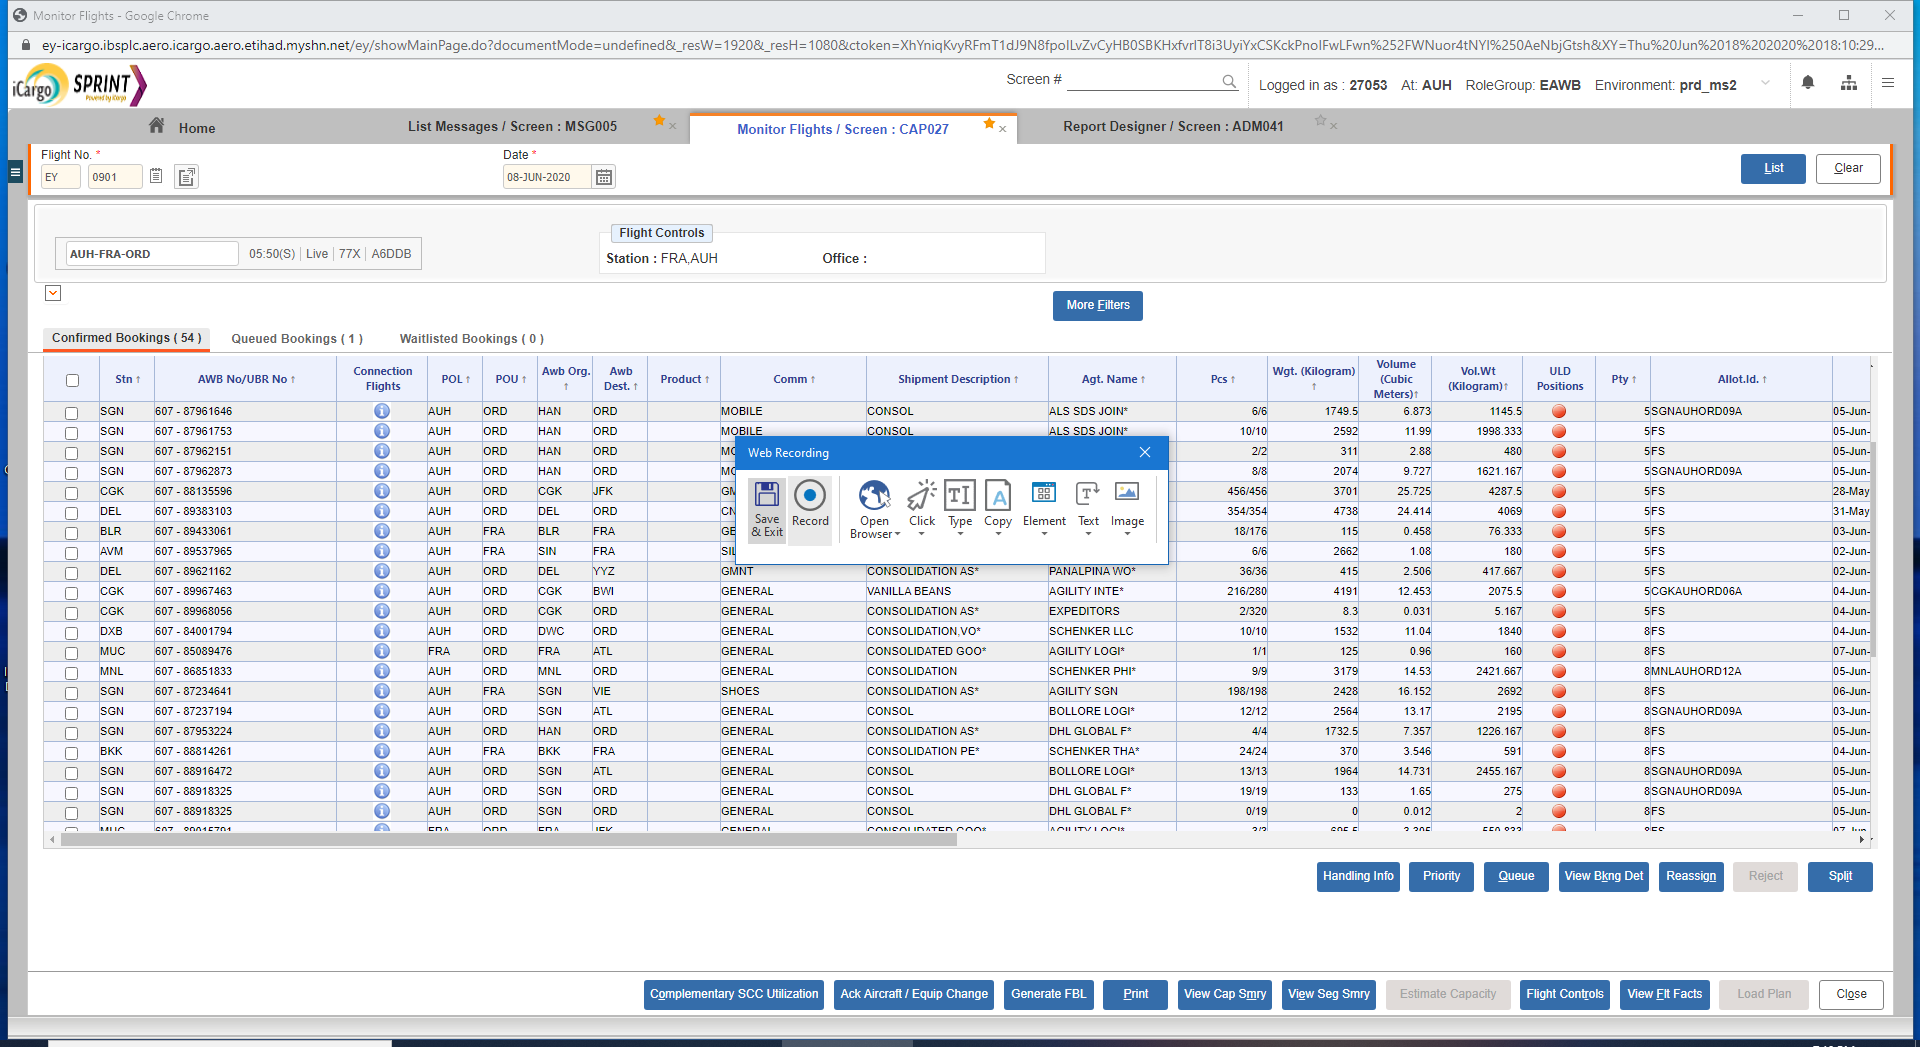 Monitor Flights - Google Chrome
ey-icargo.ibsplc.aero.icargo.aero.etihad.myshn.net/ey/showMainPage.do?documentMode=undefined&_resW=1920&_resH=1080&ctoken=XhYniqKvyRFmT1dJ9N8fpoILvZvCyHB0SBKHxfvrIT8i3UyiYxCSKckPnoIFwLFwn%252FWNuor4tNYI%250AeNbjGtsh&XY=Thu%20Jun%2018%202020%2018:10:29...
iCargo SPRINT Powered by iCargo
Screen # Logged in as : 27053 At: AUH RoleGroup: EAWB Environment: prd_ms2
Home List Messages / Screen : MSG005 Monitor Flights / Screen : CAP027 Report Designer / Screen : ADM041
Flight No. * Date *
EY 0901 08-JUN-2020 List Clear
Flight Controls
AUH-FRA-ORD 05:50(S) Live 77X A6DDB Station : FRA,AUH Office :
More Filters
Confirmed Bookings ( 54 ) Queued Bookings ( 1 ) Waitlisted Bookings ( 0 )
Stn AWB No/UBR No Connection Flights POL POU Awb Org. Awb Dest. Product Comm Shipment Description Agt. Name Pcs Wgt. (Kilogram) Volume (Cubic Meters) Vol.Wt (Kilogram) ULD Positions Pty Allot.Id.
SGN 607 - 87961646 AUH ORD HAN ORD MOBILE CONSOL ALS SDS JOIN* 6/6 1749.5 6.873 1145.5 5 SGNAUHORD09A 05-Jun-
SGN 607 - 87961753 AUH ORD HAN ORD MOBILE CONSOL ALS SDS JOIN* 10/10 2592 11.99 1998.333 5 FS 05-Jun-
SGN 607 - 87962151 AUH ORD HAN ORD 2/2 311 2.88 480 5 FS 05-Jun-
SGN 607 - 87962873 AUH ORD HAN ORD 8/8 2074 9.727 1621.167 5 SGNAUHORD09A 05-Jun-
CGK 607 - 88135596 AUH ORD CGK JFK 456/456 3701 25.725 4287.5 5 FS 28-May
DEL 607 - 89383103 AUH ORD DEL ORD 354/354 4738 24.414 4069 5 FS 31-May
BLR 607 - 89433061 AUH FRA BLR FRA 18/176 115 0.458 76.333 5 FS 03-Jun-
AVM 607 - 89537965 AUH FRA SIN FRA 6/6 2662 1.08 180 5 FS 02-Jun-
DEL 607 - 89621162 AUH ORD DEL YYZ GMNT CONSOLIDATION AS* PANALPINA WO* 36/36 415 2.506 417.667 5 FS 02-Jun-
CGK 607 - 89967463 AUH ORD CGK BWI GENERAL VANILLA BEANS AGILITY INTE* 216/280 4191 12.453 2075.5 5 CGKAUHORD06A 04-Jun-
CGK 607 - 89968056 AUH ORD CGK ORD GENERAL CONSOLIDATION AS* EXPEDITORS 2/320 8.3 0.031 5.167 5 FS 04-Jun-
DXB 607 - 84001794 AUH ORD DWC ORD GENERAL CONSOLIDATION,VO* SCHENKER LLC 10/10 1532 11.04 1840 8 FS 04-Jun-
MUC 607 - 85089476 FRA ORD FRA ATL GENERAL CONSOLIDATED GOO* AGILITY LOGI* 1/1 125 0.96 160 8 FS 07-Jun-
MNL 607 - 86851833 AUH ORD MNL ORD GENERAL CONSOLIDATION SCHENKER PHI* 9/9 3179 14.53 2421.667 8 MNLAUHORD12A 05-Jun-
SGN 607 - 87234641 AUH FRA SGN VIE SHOES CONSOLIDATION AS* AGILITY SGN 198/198 2428 16.152 2692 8 FS 06-Jun-
SGN 607 - 87237194 AUH ORD SGN ATL GENERAL CONSOL BOLLORE LOGI* 12/12 2564 13.17 2195 8 SGNAUHORD09A 03-Jun-
SGN 607 - 87953224 AUH ORD HAN ORD GENERAL CONSOLIDATION AS* DHL GLOBAL F* 4/4 1732.5 7.357 1226.167 8 FS 05-Jun-
BKK 607 - 88814261 AUH FRA BKK FRA GENERAL CONSOLIDATION PE* SCHENKER THA* 24/24 370 3.546 591 8 FS 04-Jun-
SGN 607 - 88916472 AUH ORD SGN ATL GENERAL CONSOL BOLLORE LOGI* 13/13 1964 14.731 2455.167 8 SGNAUHORD09A 05-Jun-
SGN 607 - 88918325 AUH ORD SGN ORD GENERAL CONSOL DHL GLOBAL F* 19/19 133 1.65 275 8 SGNAUHORD09A 05-Jun-
SGN 607 - 88918325 AUH ORD SGN ORD GENERAL CONSOL DHL GLOBAL F* 0/19 0 0.012 2 8 FS 05-Jun-
Web Recording
Save & Exit Record Open Browser Click Type Copy Element Text Image
Handling Info Priority Queue View Bkng Det Reassign Reject Split
Complementary SCC Utilization Ack Aircraft / Equip Change Generate FBL Print View Cap Smry View Seg Smry Estimate Capacity Flight Controls View Flt Facts Load Plan Close